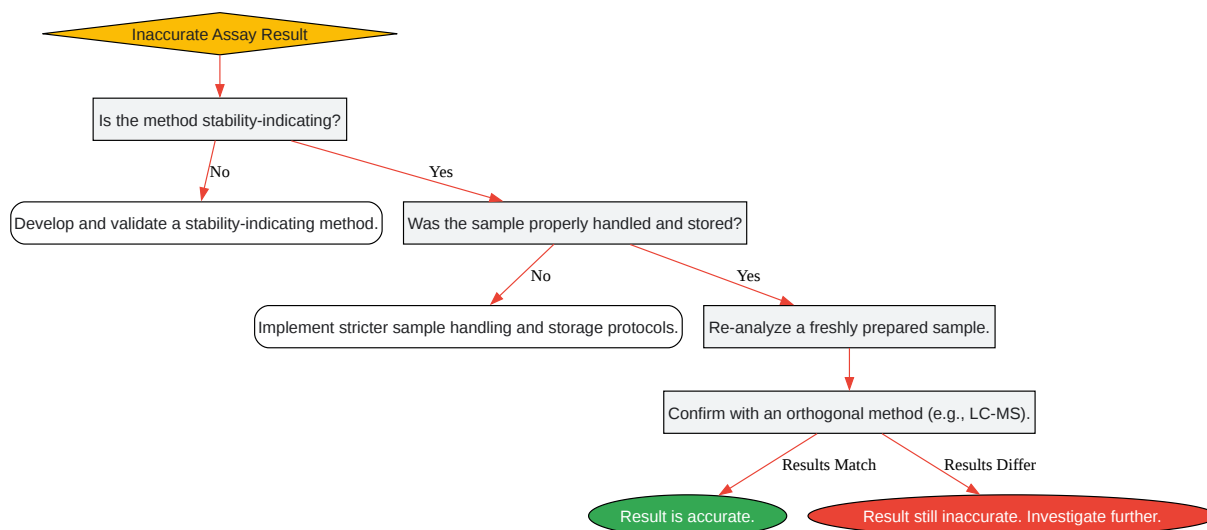 Inaccurate Assay Result
Is the method stability-indicating?
No
Yes
Develop and validate a stability-indicating method.
Was the sample properly handled and stored?
No
Yes
Implement stricter sample handling and storage protocols.
Re-analyze a freshly prepared sample.
Confirm with an orthogonal method (e.g., LC-MS).
Results Match
Results Differ
Result is accurate.
Result still inaccurate. Investigate further.